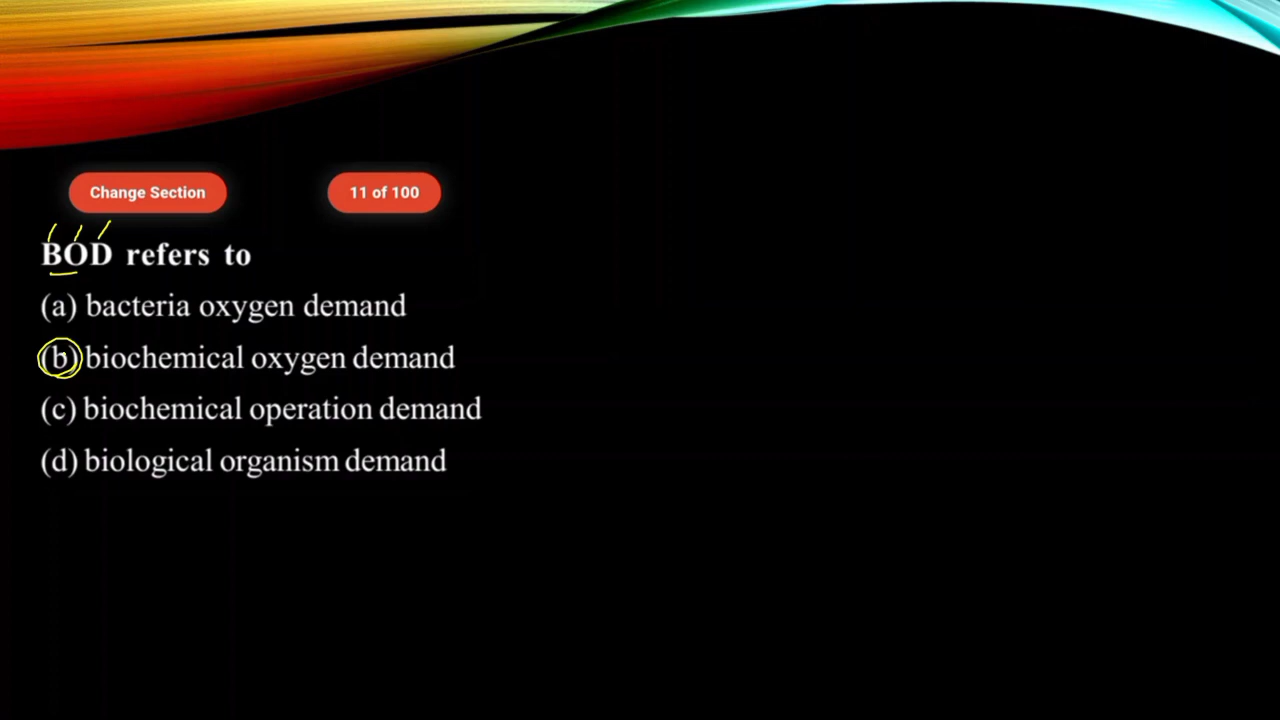 Change Section
11 of 100
BOD refers to
(a) bacteria oxygen demand
(b) biochemical oxygen demand
(c) biochemical operation demand
(d) biological organism demand